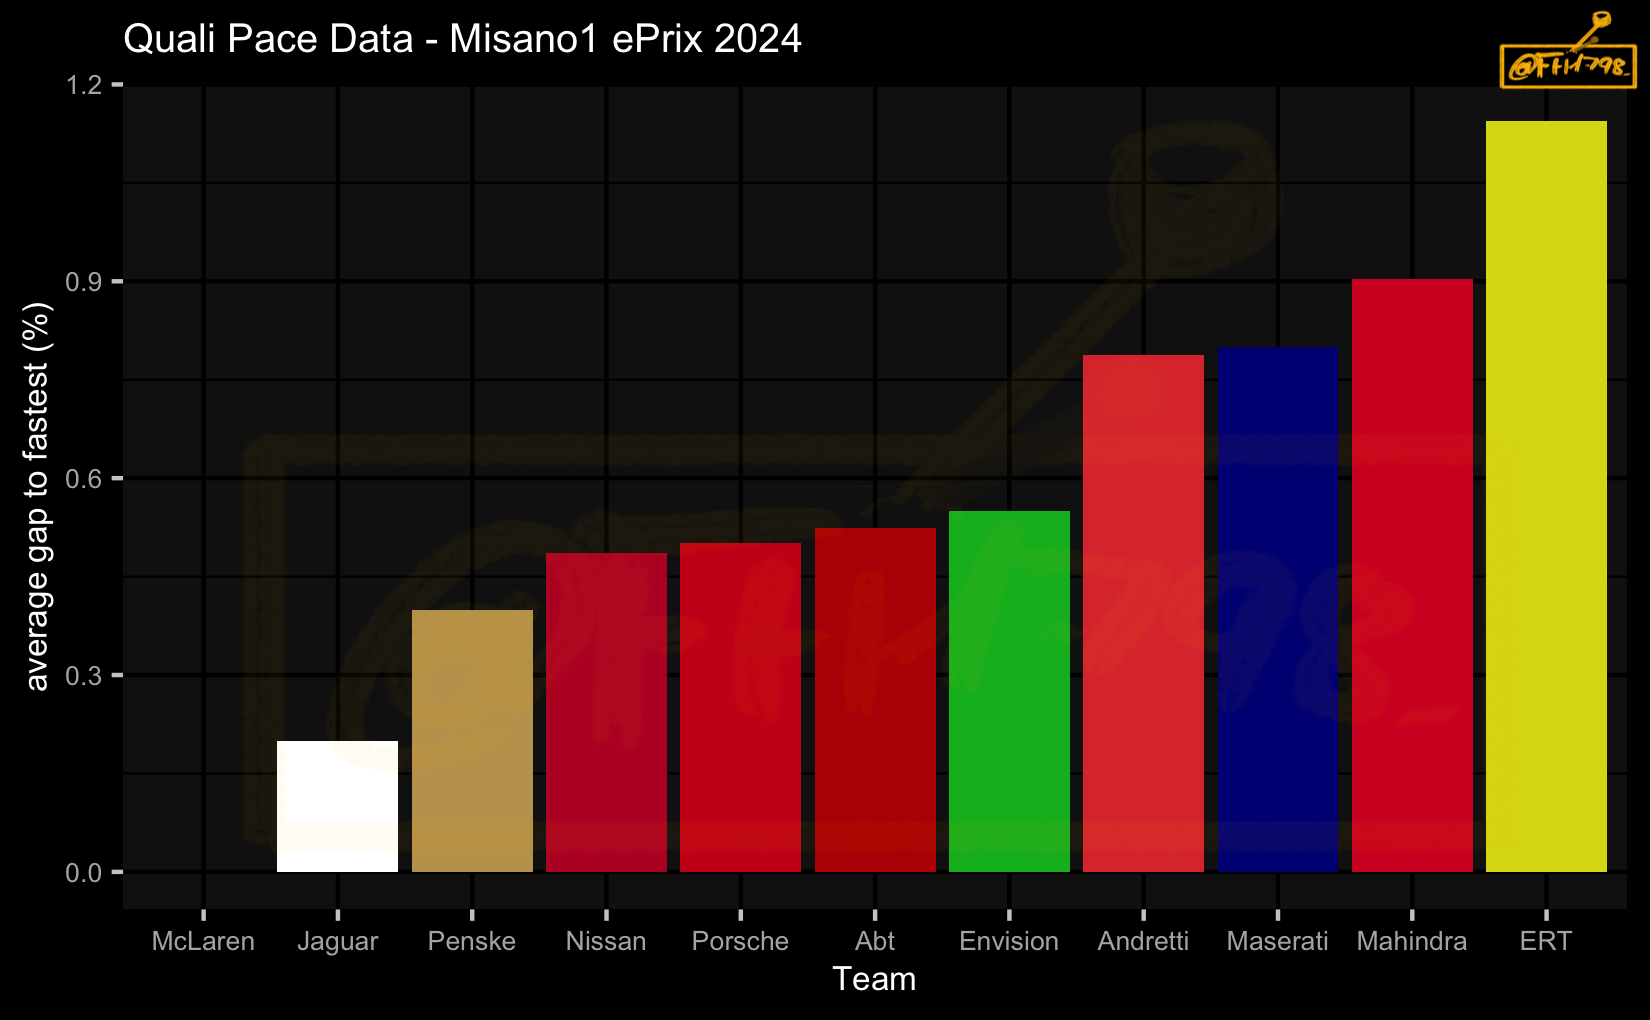 Quali Pace Data - Misano1 ePrix 2024
@FFH798_
1.2
0.9
0.6
0.3
0.0
average gap to fastest (%)
McLaren Jaguar Penske Nissan Porsche Abt Envision Andretti Maserati Mahindra ERT
Team